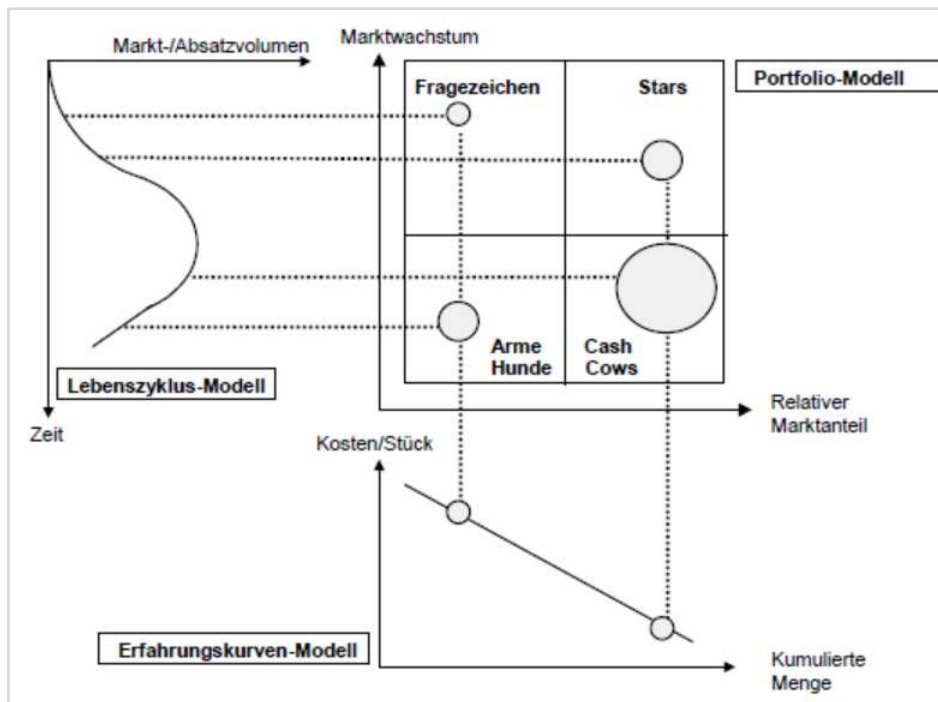 Markt-/Absatzvolumen
Marktwachstum
Fragezeichen
Stars
Portfolio-Modell
Arme
Hunde
Cash
Cows
Lebenszyklus-Modell
Zeit
Relativer
Marktanteil
Kosten/Stück
Erfahrungskurven-Modell
Kumulierte
Menge